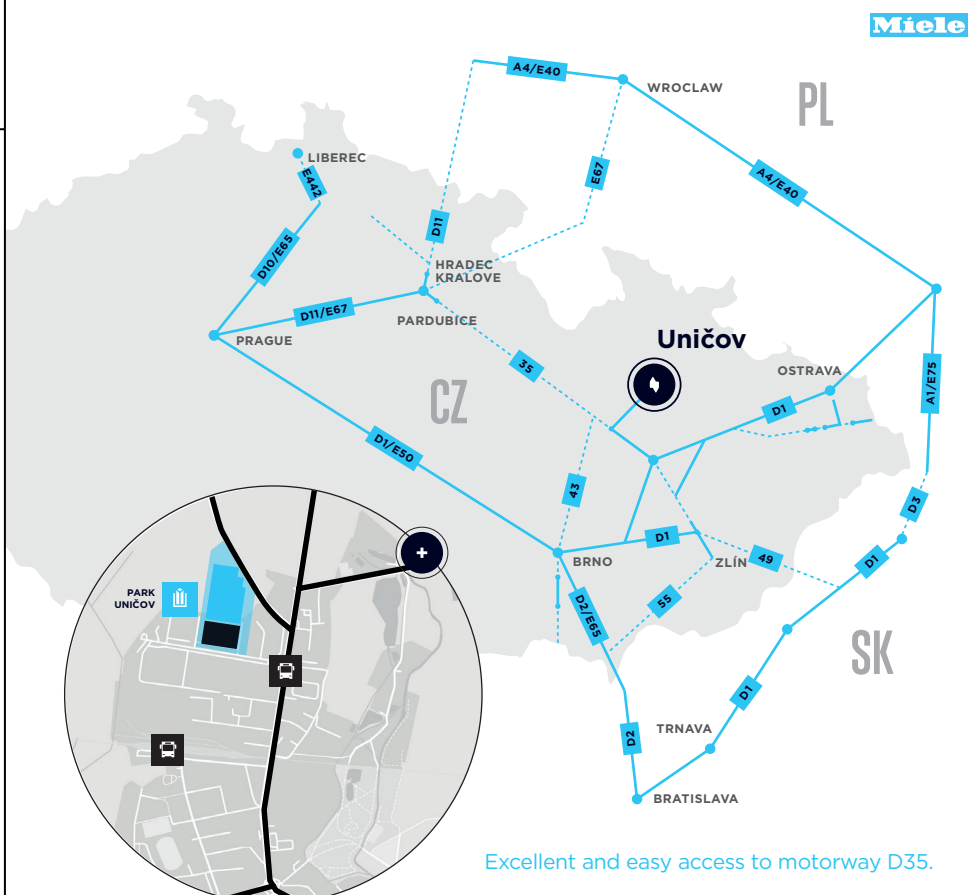 Miele
A4/E40
WROCLAW
PL
LIBEREC
E442
E67
A4/E40
D11
D10/E65
HRADEC
KRALOVE
D11/E67
PARDUBICE
PRAGUE
Uničov
35
OSTRAVA
CZ
A1/E75
D1
D1/E50
43
D3
D1
BRNO
ZLÍN
49
D1
PARK
UNIČOV
55
D2/E65
SK
D1
TRNAVA
D2
BRATISLAVA
Excellent and easy access to motorway D35.